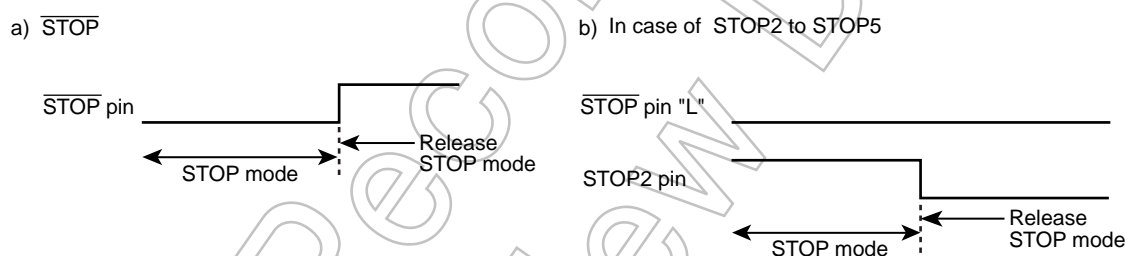 a) STOP
STOP pin
Release
STOP mode
STOP mode
b) In case of STOP2 to STOP5
STOP pin "L"
STOP2 pin
Release
STOP mode
STOP mode